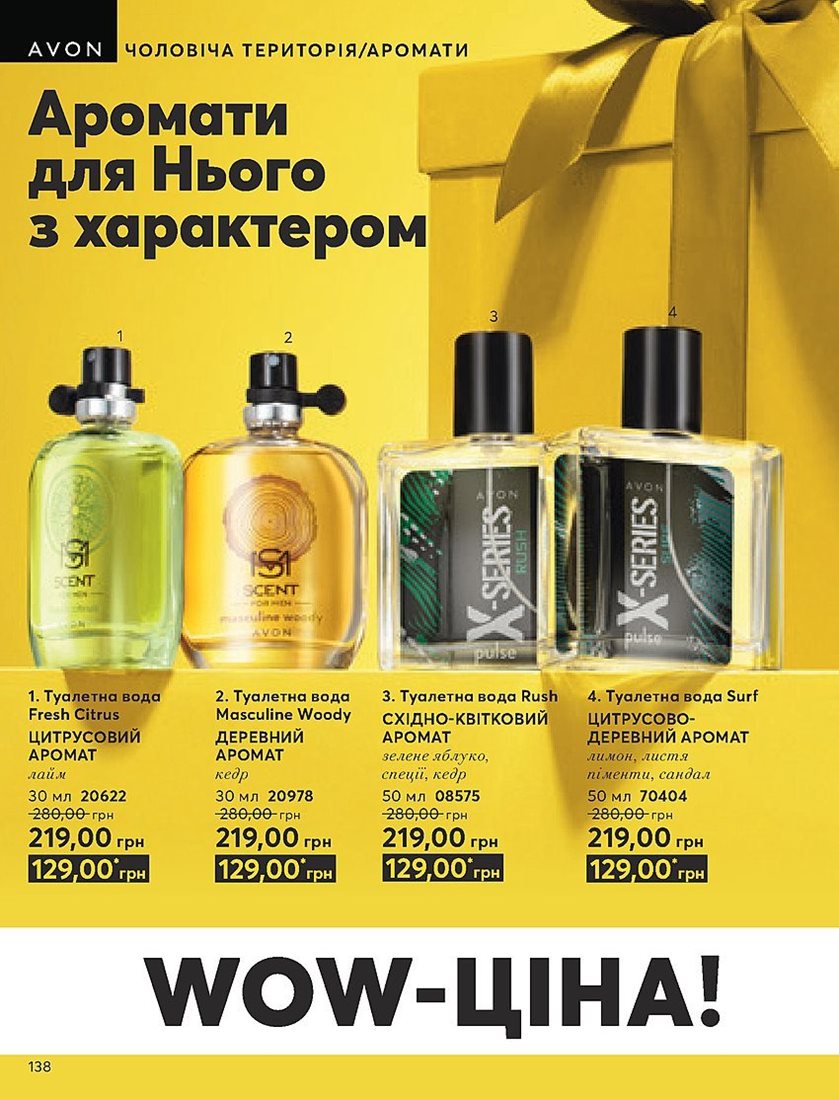 AVON ЧОЛОВІЧА ТЕРИТОРІЯ/АРОМАТИ
Аромати
для Нього
з характером
1
2
3
4
SCENT
FOR MEN
AVON
SCENT
FOR MEN
masculine woody
AVON
AVON
X-SERIES
RUSH
pulse
AVON
X-SERIES
SURF
pulse
1. Туалетна вода
Fresh Citrus
ЦИТРУСОВИЙ
АРОМАТ
лайм
30 мл 20622
280,00 грн
219,00 грн
129,00* грн
2. Туалетна вода
Masculine Woody
ДЕРЕВНИЙ
АРОМАТ
кедр
30 мл 20978
280,00 грн
219,00 грн
129,00* грн
3. Туалетна вода Rush
СХІДНО-КВІТКОВИЙ
АРОМАТ
зелене яблуко,
спеції, кедр
50 мл 08575
280,00 грн
219,00 грн
129,00* грн
4. Туалетна вода Surf
ЦИТРУСОВО-
ДЕРЕВНИЙ АРОМАТ
лимон, листя
піменти, сандал
50 мл 70404
280,00 грн
219,00 грн
129,00* грн
WOW-ЦІНА!
138